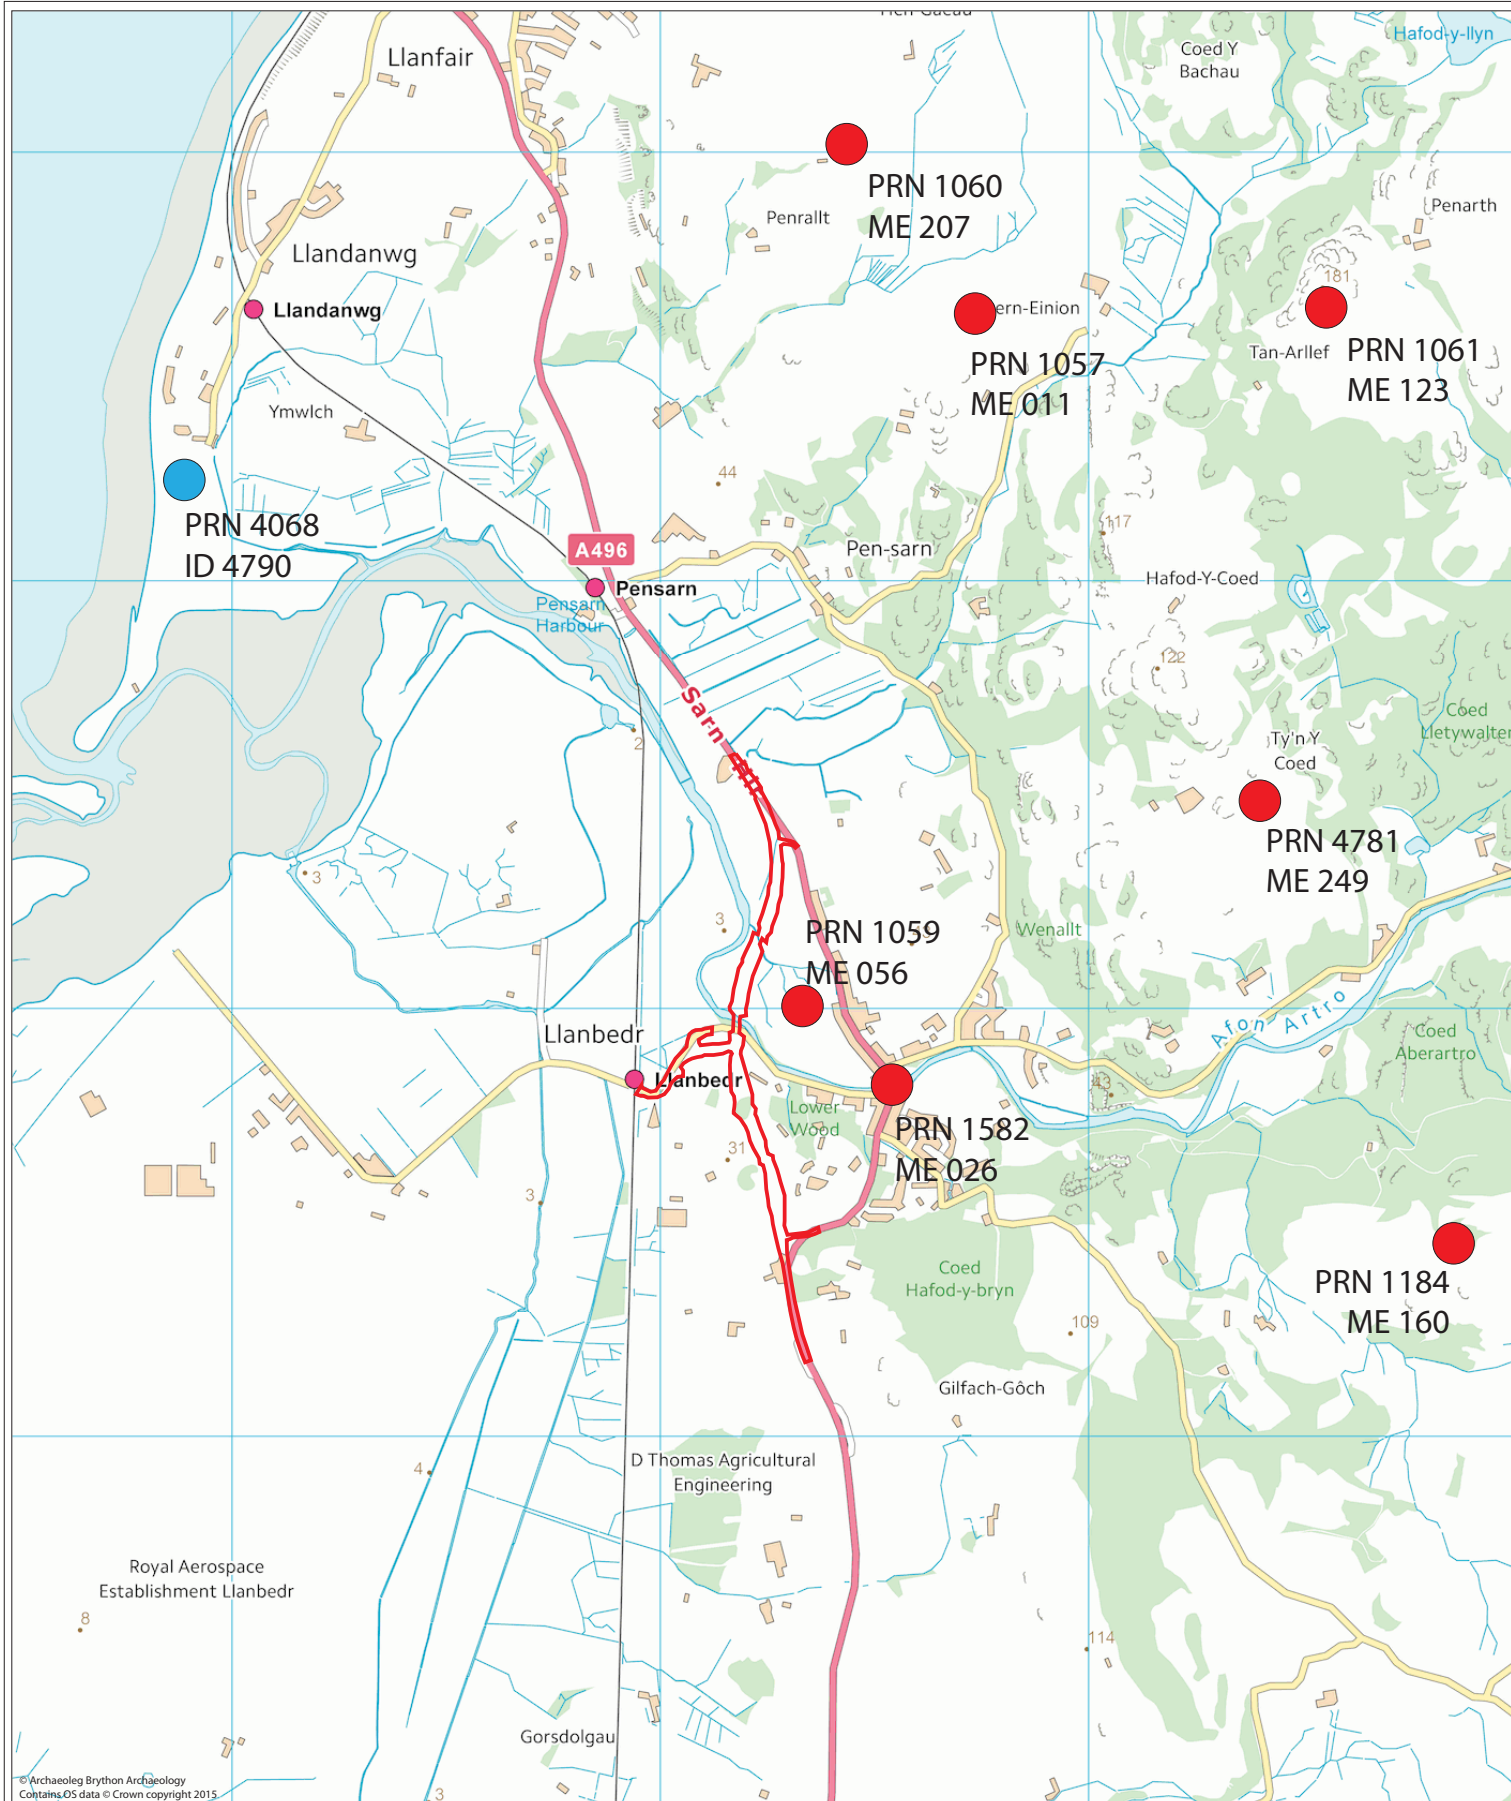 Hafod-y-llyn
Coed Y
Bachau
Llanfair
PRN 1060
ME 207
Penrallt
Penarth
Llandanwg
181
Llandanwg
ern-Einion
Tan-Arllef
PRN 1061
ME 123
PRN 1057
ME 011
Ymwlch
44
PRN 4068
ID 4790
117
A496
Pen-sarn
Hafod-Y-Coed
Pensarn
Pensarn
Harbour
122
Sarn
Coed
Lletywalter
2
Ty'n Y
Coed
PRN 4781
ME 249
3
3
PRN 1059
ME 056
Wenallt
Afon Artro
Llanbedr
Coed
Aberartro
Llanbedr
43
Lower
Wood
PRN 1582
ME 026
31
3
Coed
Hafod-y-bryn
PRN 1184
ME 160
109
Gilfach-Gôch
D Thomas Agricultural
Engineering
4
Royal Aerospace
Establishment Llanbedr
8
114
Gorsdolgau
© Archaeoleg Brython Archaeology
Contains OS data © Crown copyright 2015
3